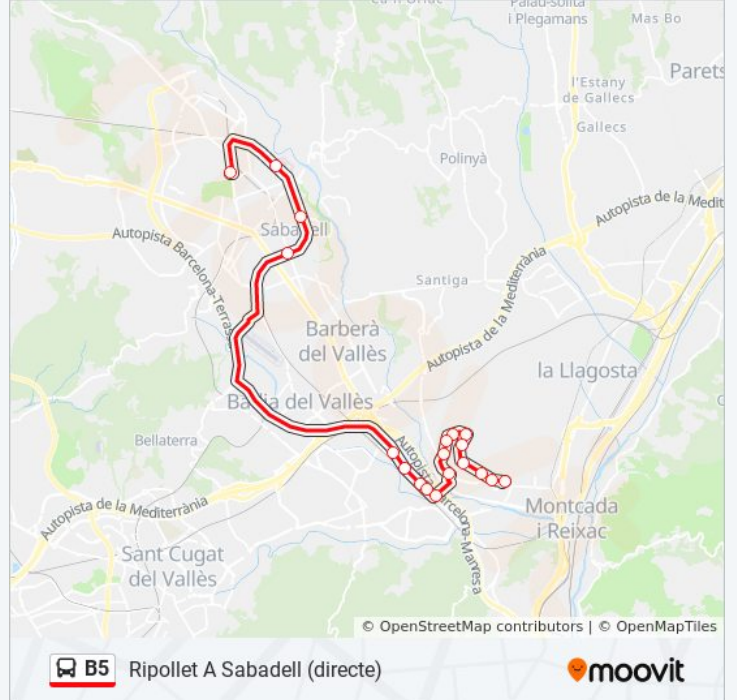 Palau-solità
i Plegamans
Mas Bo
Parets
l'Estany
de Gallecs
Gallecs
Polinyà
Autopista de la Medit
Sabadell
Autopista Barcelona-Terrass
Santiga
Autopista de la Mediterrània
Barberà
del Vallès
la Llagosta
Badia del Vallès
Bellaterra
Autopista Barcelona-Manresa
Autopista de la Mediterrània
Montcada
i Reixac
Sant Cugat
del Vallès
© OpenStreetMap contributors | © OpenMapTiles
B5 Ripollet A Sabadell (directe)
moovit